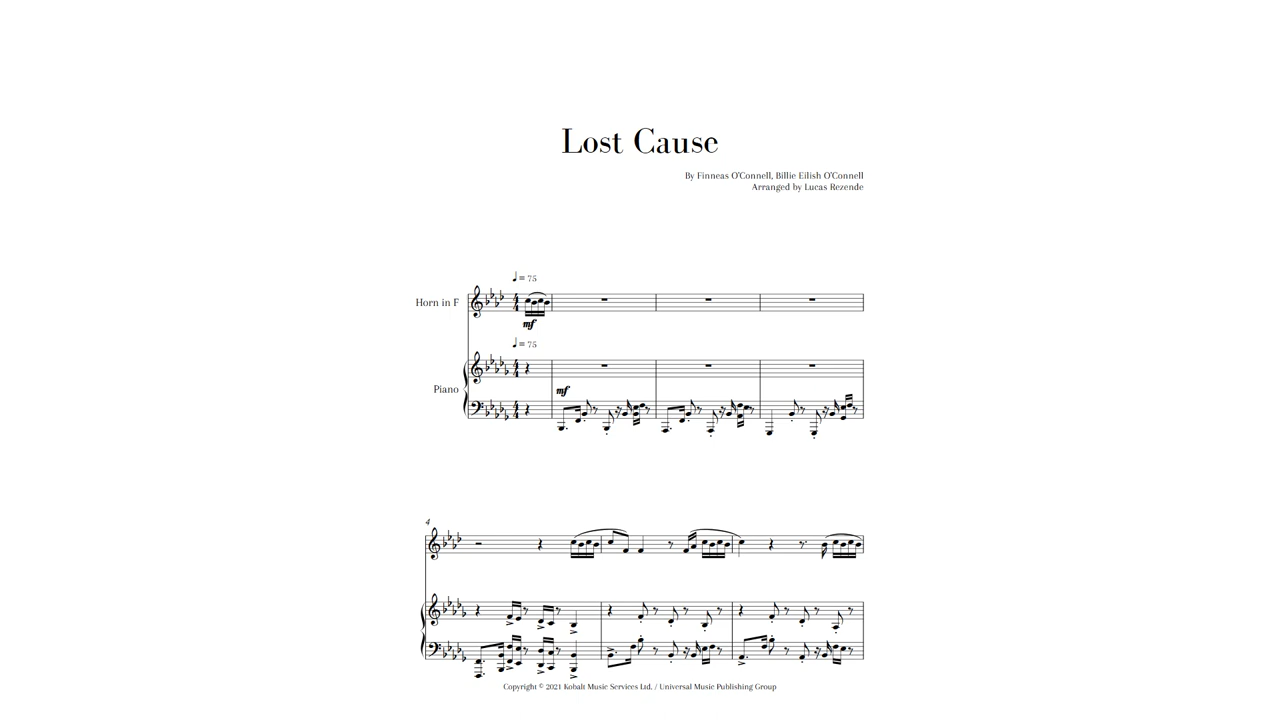 Lost Cause
By Finneas O'Connell, Billie Eilish O'Connell
Arranged by Lucas Rezende
♩= 75
Horn in F
mf
♩= 75
Piano
mf
4
Copyright © 2021 Kobalt Music Services Ltd. / Universal Music Publishing Group